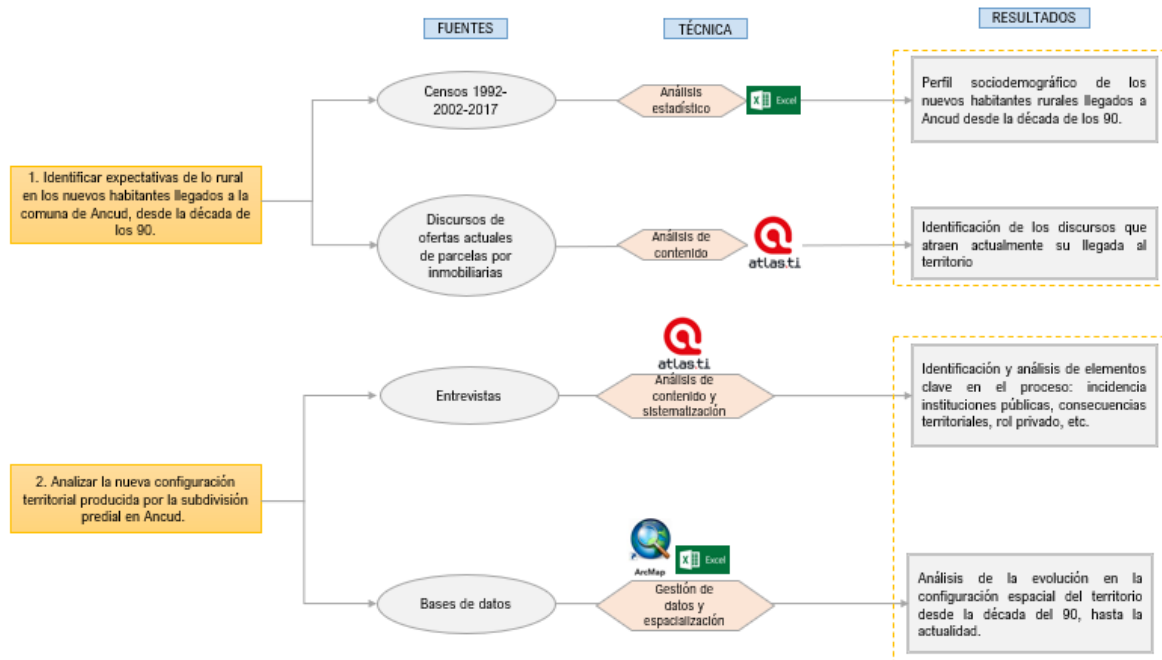 FUENTES
TÉCNICA
RESULTADOS
1. Identificar expectativas de lo rural
en los nuevos habitantes llegados a la
comuna de Ancud, desde la década de
los 90.
Censos 1992-
2002-2017
Análisis
estadístico
Excel
Perfil sociodemográfico de los
nuevos habitantes rurales llegados a
Ancud desde la década de los 90.
Discursos de
ofertas actuales
de parcelas por
inmobiliarias
Análisis de
contenido
atlas.ti
Identificación de los discursos que
atraen actualmente su llegada al
territorio
2. Analizar la nueva configuración
territorial producida por la subdivisión
predial en Ancud.
Entrevistas
atlas.ti
Análisis de
contenido y
sistematización
Identificación y análisis de elementos
clave en el proceso: incidencia
instituciones públicas, consecuencias
territoriales, rol privado, etc.
Bases de datos
ArcMap
Excel
Gestión de
datos y
espacialización
Análisis de la evolución en la
configuración espacial del territorio
desde la década del 90, hasta la
actualidad.